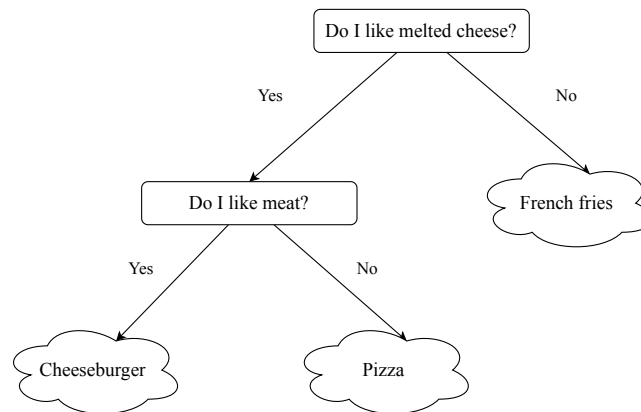 Do I like melted cheese?
Yes
No
Do I like meat?
French fries
Yes
No
Cheeseburger
Pizza